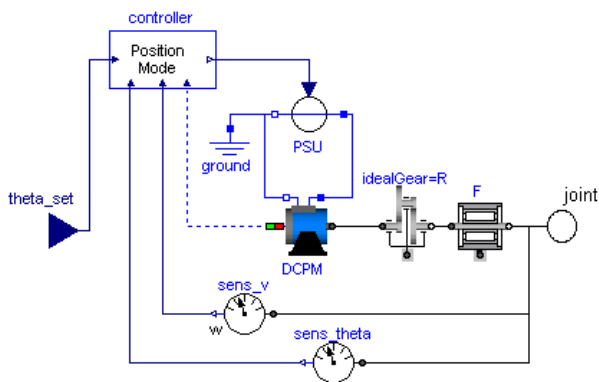 controller
Position
Mode
PSU
ground
theta_set
idealGear=R
F
joint
DCPM
sens_v
w
sens_theta